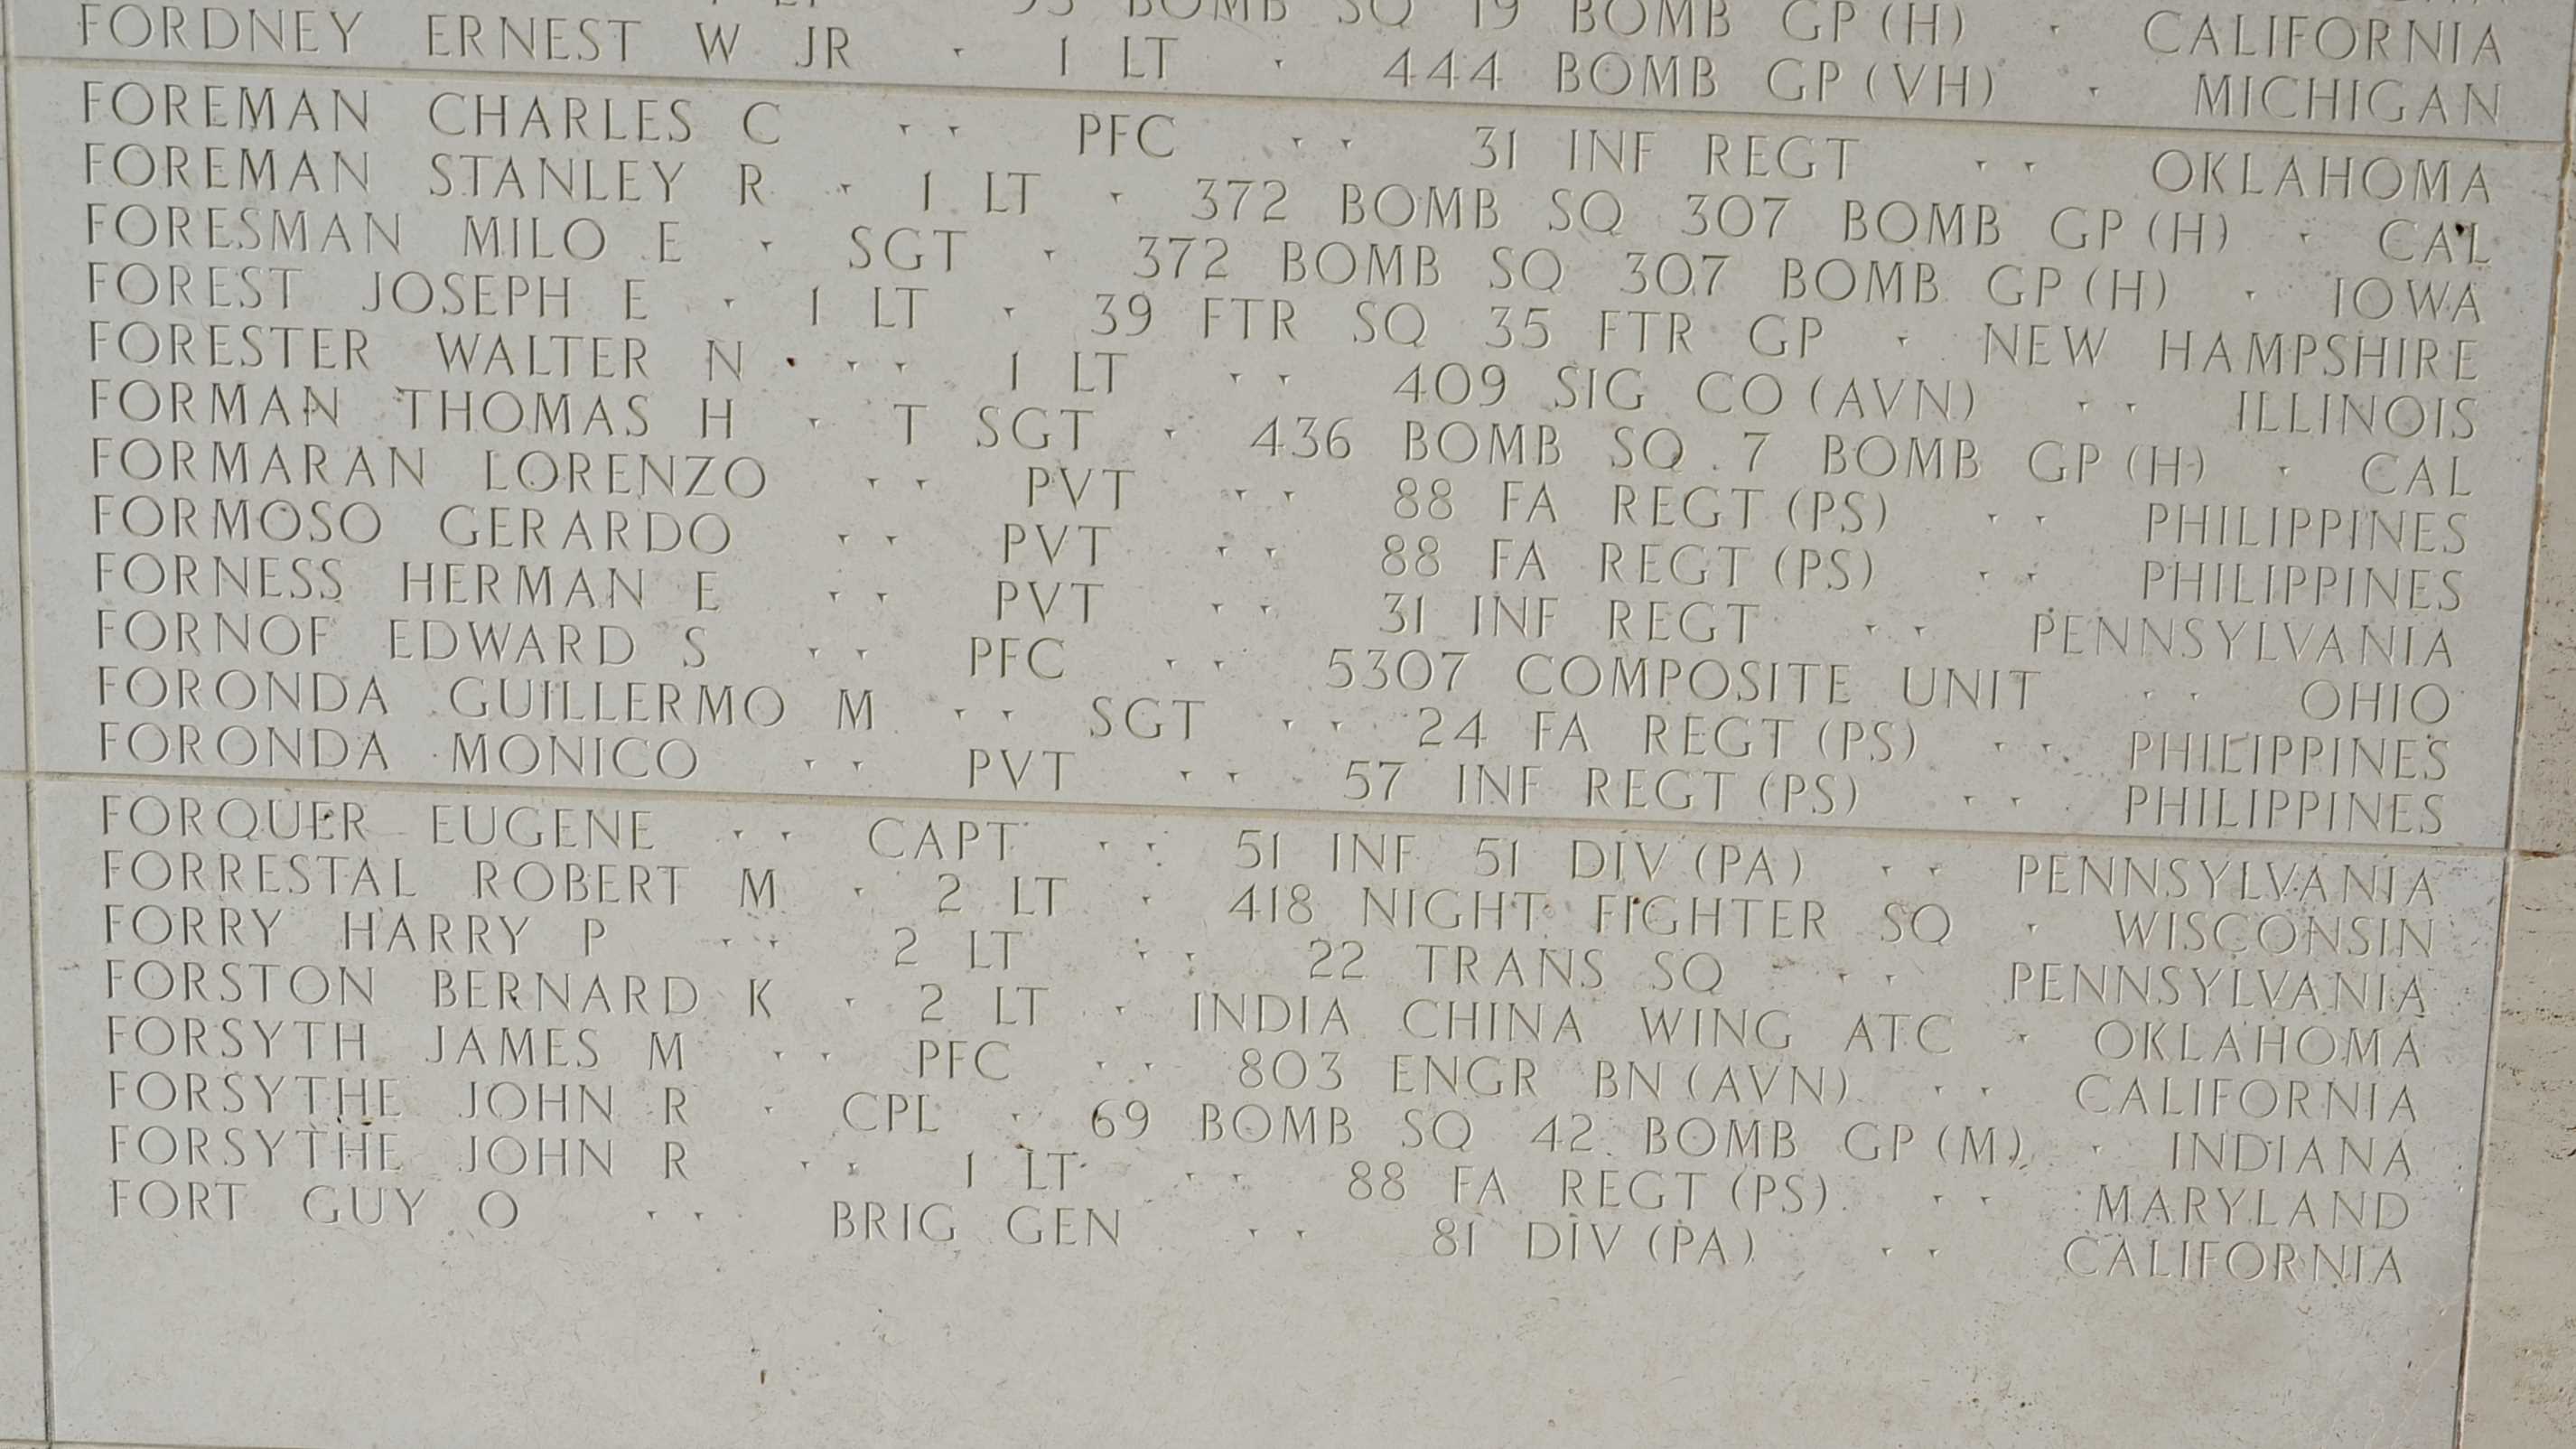 93 BOMB SQ 19 BOMB GP (H) · CALIFORNIA
FORDNEY ERNEST W JR · 1 LT · 444 BOMB GP (VH) · MICHIGAN
FOREMAN CHARLES C · · PFC · · 31 INF REGT · · OKLAHOMA
FOREMAN STANLEY R · 1 LT · 372 BOMB SQ 307 BOMB GP (H) · CAL
FORESMAN MILO E · SGT · 372 BOMB SQ 307 BOMB GP (H) · IOWA
FOREST JOSEPH E · 1 LT · 39 FTR SQ 35 FTR GP · NEW HAMPSHIRE
FORESTER WALTER N · · 1 LT · · 409 SIG CO (AVN) · · ILLINOIS
FORMAN THOMAS H · T SGT · 436 BOMB SQ 7 BOMB GP (H) · CAL
FORMARAN LORENZO · · PVT · · 88 FA REGT (PS) · · PHILIPPINES
FORMOSO GERARDO · · PVT · · 88 FA REGT (PS) · · PHILIPPINES
FORNESS HERMAN E · · PVT · · 31 INF REGT · · PENNSYLVANIA
FORNOF EDWARD S · · PFC · · 5307 COMPOSITE UNIT · · OHIO
FORONDA GUILLERMO M · · SGT · · 24 FA REGT (PS) · · PHILIPPINES
FORONDA MONICO · · PVT · · 57 INF REGT (PS) · · PHILIPPINES
FORQUER EUGENE · · CAPT · · 51 INF 51 DIV (PA) · · PENNSYLVANIA
FORRESTAL ROBERT M · 2 LT · 418 NIGHT FIGHTER SQ · WISCONSIN
FORRY HARRY P · · 2 LT · · 22 TRANS SQ · · PENNSYLVANIA
FORSTON BERNARD K · 2 LT · INDIA CHINA WING ATC · OKLAHOMA
FORSYTH JAMES M · · PFC · · 803 ENGR BN (AVN) · · CALIFORNIA
FORSYTHE JOHN R · CPL · 69 BOMB SQ 42 BOMB GP (M) · INDIANA
FORSYTHE JOHN R · · 1 LT · · 88 FA REGT (PS) · · MARYLAND
FORT GUY O · · BRIG GEN · · 81 DIV (PA) · · CALIFORNIA